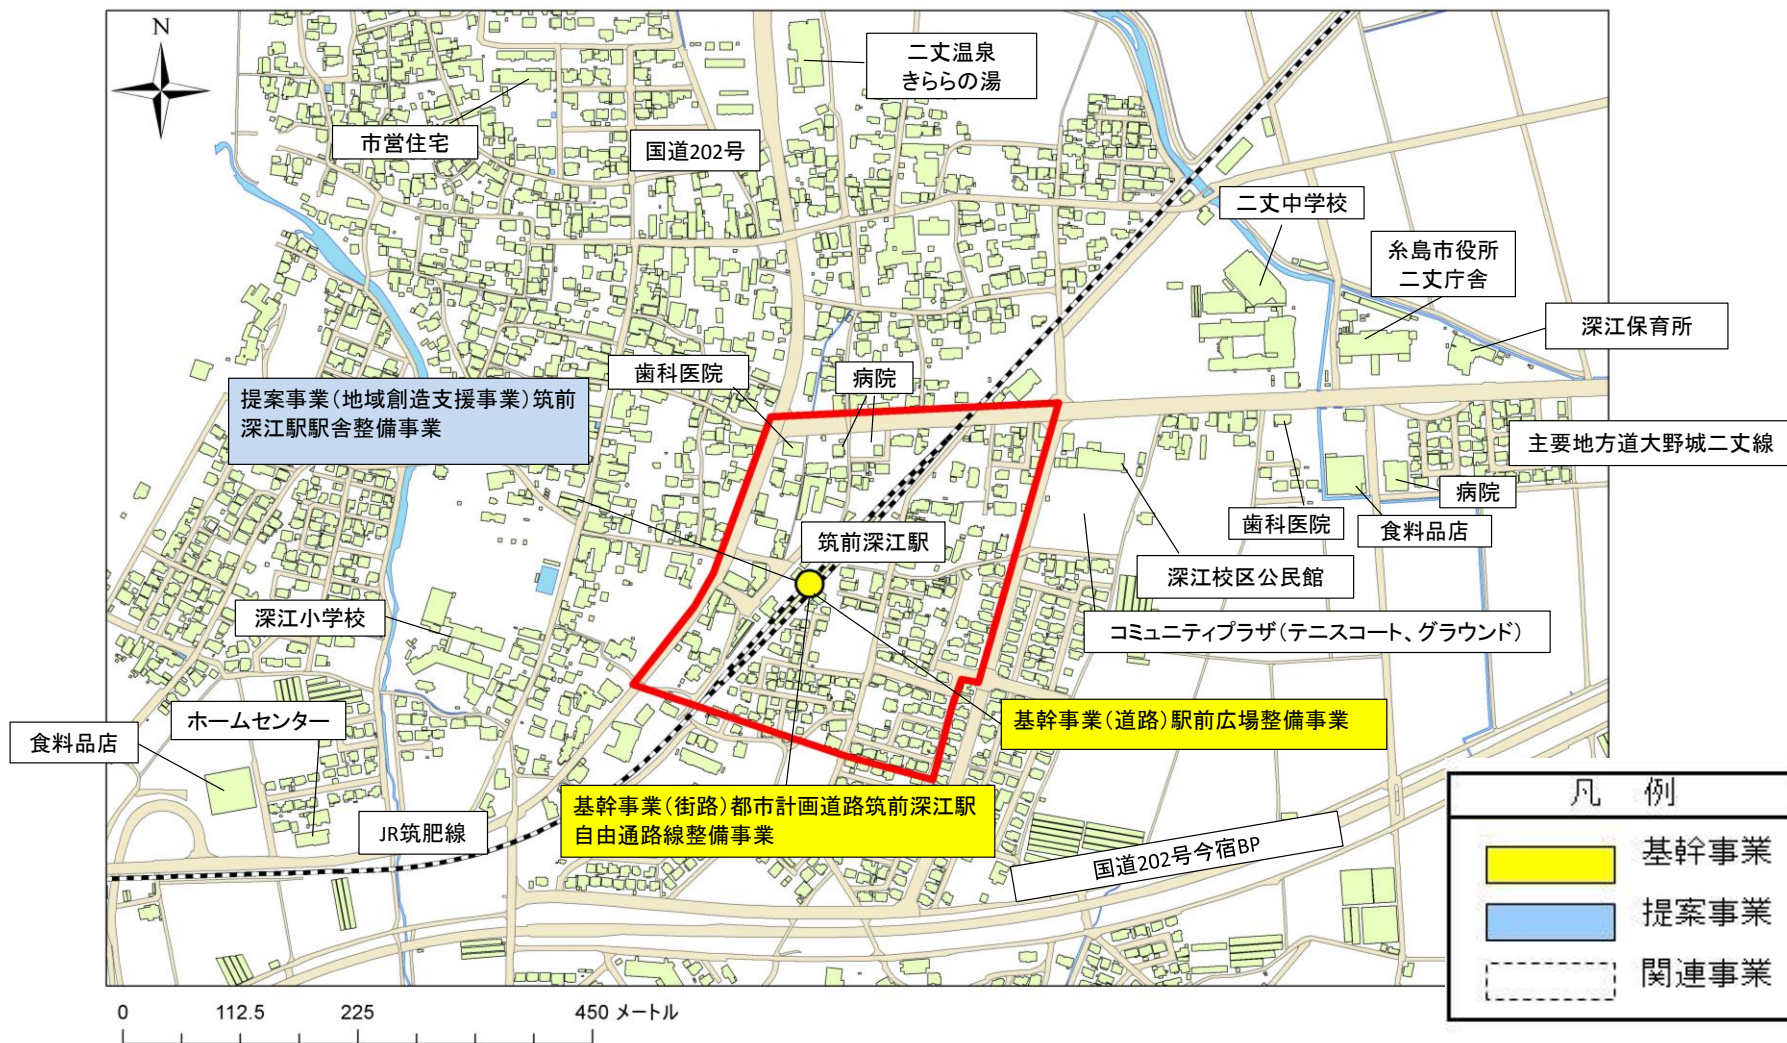 N
二丈温泉
きららの湯
市営住宅
国道202号
二丈中学校
糸島市役所
二丈庁舎
深江保育所
歯科医院
病院
提案事業(地域創造支援事業)筑前
深江駅駅舎整備事業
主要地方道大野城二丈線
病院
歯科医院
食料品店
筑前深江駅
深江校区公民館
深江小学校
コミュニティプラザ(テニスコート、グラウンド)
ホームセンター
食料品店
基幹事業(道路)駅前広場整備事業
基幹事業(街路)都市計画道路筑前深江駅
自由通路線整備事業
JR筑肥線
国道202号今宿BP
凡 例
基幹事業
提案事業
関連事業
0 112.5 225 450 メートル